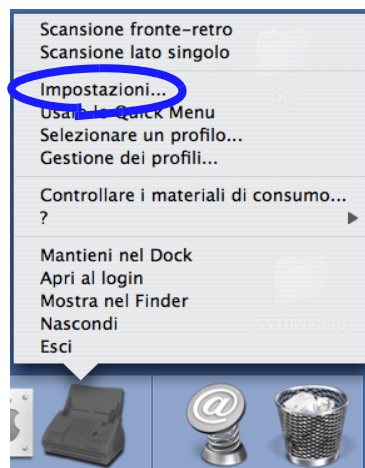 Scansione fronte-retro
Scansione lato singolo
Impostazioni...
Usare lo Quick Menu
Selezionare un profilo...
Gestione dei profili...
Controllare i materiali di consumo...
?
Mantieni nel Dock
Apri al login
Mostra nel Finder
Nascondi
Esci
@